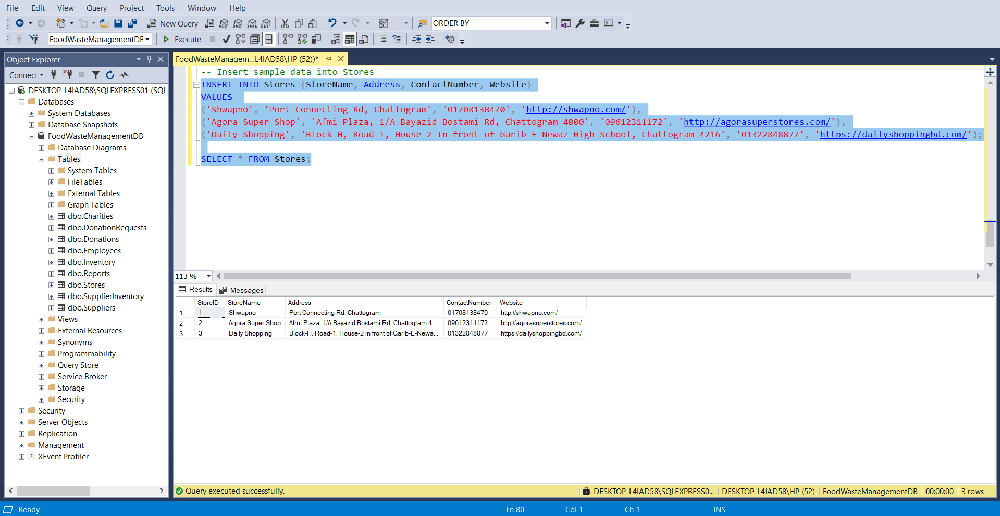 File Edit View Query Project Tools Window Help
New Query MDX DMX XMLA DAX ORDER BY
FoodWasteManagementDB Execute
Object Explorer
Connect
DESKTOP-L4IAD58\SQLEXPRESS01 (SQL
Databases
System Databases
Database Snapshots
FoodWasteManagementDB
Database Diagrams
Tables
System Tables
FileTables
External Tables
Graph Tables
dbo.Charities
dbo.DonationRequests
dbo.Donations
dbo.Employees
dbo.Inventory
dbo.Reports
dbo.Stores
dbo.SupplierInventory
dbo.Suppliers
Views
External Resources
Synonyms
Programmability
Query Store
Service Broker
Storage
Security
Security
Server Objects
Replication
Management
XEvent Profiler
FoodWasteManagem...L4IAD58\HP (52))*
-- Insert sample data into Stores
INSERT INTO Stores (StoreName, Address, ContactNumber, Website)
VALUES
('Shwapno', 'Port Connecting Rd, Chattogram', '01708138470', 'http://shwapno.com/'),
('Agora Super Shop', 'Afmi Plaza, 1/A Bayazid Bostami Rd, Chattogram 4000', '09612311172', 'http://agorasuperstores.com/'),
('Daily Shopping', 'Block-H, Road-1, House-2 In front of Garib-E-Newaz High School, Chattogram 4216', '01322848877', 'https://dailyshoppingbd.com/');
SELECT * FROM Stores;
113 %
Results Messages
StoreID StoreName Address ContactNumber Website
1 1 Shwapno Port Connecting Rd, Chattogram 01708138470 http://shwapno.com/
2 2 Agora Super Shop Afmi Plaza, 1/A Bayazid Bostami Rd, Chattogram 4... 09612311172 http://agorasuperstores.com/
3 3 Daily Shopping Block-H, Road-1, House-2 In front of Garib-E-Newa... 01322848877 https://dailyshoppingbd.com/
Query executed successfully. DESKTOP-L4IAD58\SQLEXPRESS0... DESKTOP-L4IAD58\HP (52) FoodWasteManagementDB 00:00:00 3 rows
Ready Ln 80 Col 1 Ch 1 INS